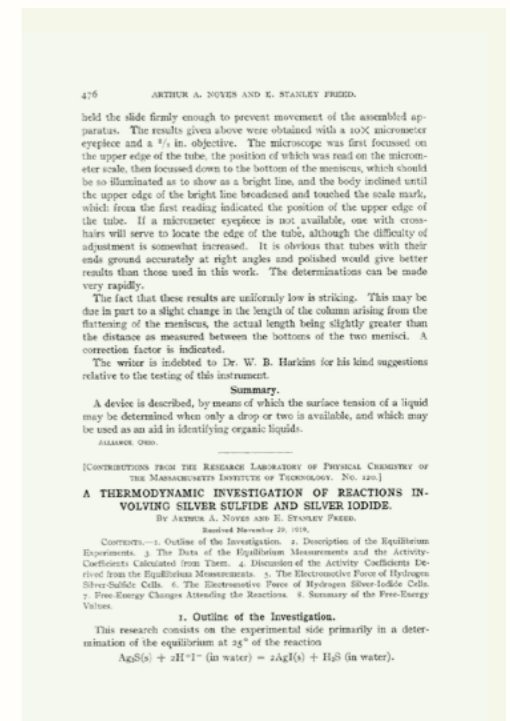 476 ARTHUR A. NOYES AND E. STANLEY FREED.
held the slide firmly enough to prevent movement of the assembled ap-
paratus. The results given above were obtained with a 10X micrometer
eyepiece and a ²/₃ in. objective. The microscope was first focussed on
the upper edge of the tube, the position of which was read on the microm-
eter scale, then focussed down to the bottom of the meniscus, which should
be so illuminated as to show as a bright line, and the body inclined until
the upper edge of the bright line broadened and touched the scale mark,
which from the first reading indicated the position of the upper edge of
the tube. If a micrometer eyepiece is not available, one with cross-
hairs will serve to locate the edge of the tube, although the difficulty of
adjustment is somewhat increased. It is obvious that tubes with their
ends ground accurately at right angles and polished would give better
results than those used in this work. The determinations can be made
very rapidly.
The fact that these results are uniformly low is striking. This may be
due in part to a slight change in the length of the column arising from the
flattening of the meniscus, the actual length being slightly greater than
the distance as measured between the bottoms of the two menisci. A
correction factor is indicated.
The writer is indebted to Dr. W. B. Harkins for his kind suggestions
relative to the testing of this instrument.
Summary.
A device is described, by means of which the surface tension of a liquid
may be determined when only a drop or two is available, and which may
be used as an aid in identifying organic liquids.
ALLIANCE, OHIO.
[CONTRIBUTIONS FROM THE RESEARCH LABORATORY OF PHYSICAL CHEMISTRY OF
THE MASSACHUSETTS INSTITUTE OF TECHNOLOGY. NO. 120.]
A THERMODYNAMIC INVESTIGATION OF REACTIONS IN-
VOLVING SILVER SULFIDE AND SILVER IODIDE.
BY ARTHUR A. NOYES AND E. STANLEY FREED.
Received November 29, 1919.
CONTENTS.—1. Outline of the Investigation. 2. Description of the Equilibrium
Experiments. 3. The Data of the Equilibrium Measurements and the Activity-
Coefficients Calculated from Them. 4. Discussion of the Activity Coefficients De-
rived from the Equilibrium Measurements. 5. The Electromotive Force of Hydrogen
Silver-Sulfide Cells. 6. The Electromotive Force of Hydrogen Silver-Iodide Cells.
7. Free-Energy Changes Attending the Reactions. 8. Summary of the Free-Energy
Values.
1. Outline of the Investigation.
This research consists on the experimental side primarily in a deter-
mination of the equilibrium at 25° of the reaction
Ag₂S(s) + 2H⁺I⁻ (in water) = 2AgI(s) + H₂S (in water).